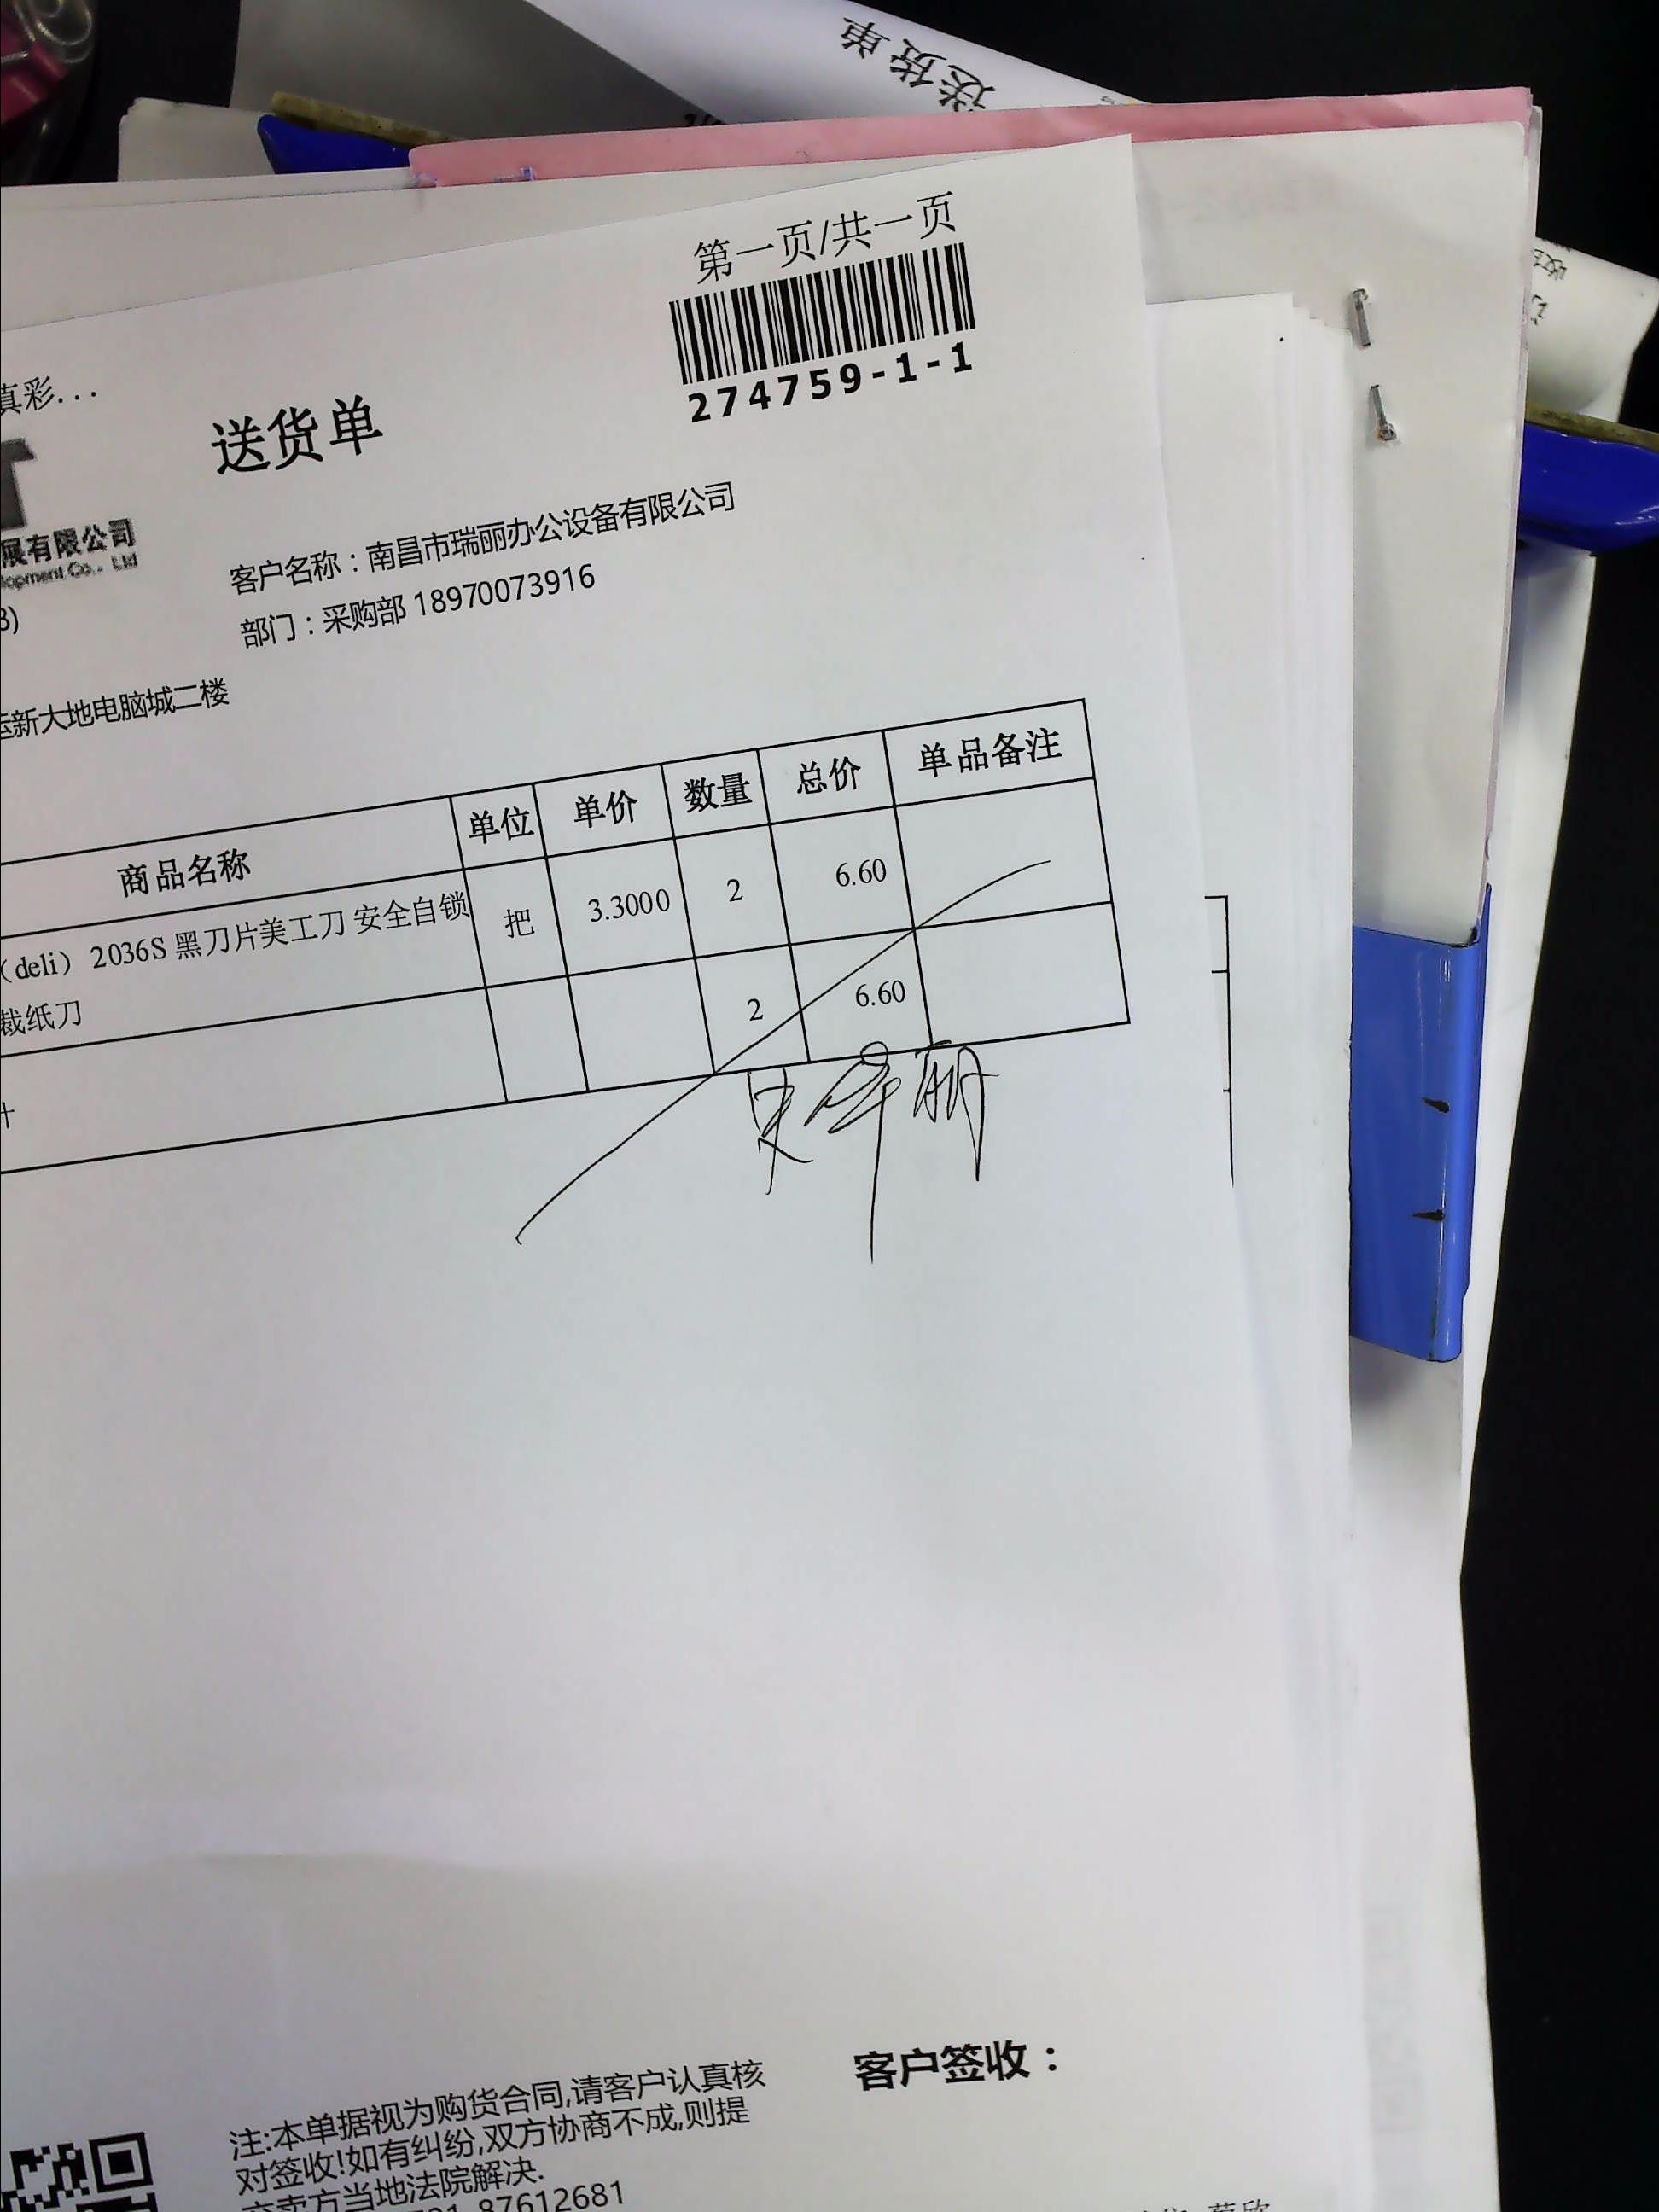 送货单
第一页/共一页
274759-1-1
真彩...
送货单
展有限公司
lopment Co., Ltd
客户名称：南昌市瑞丽办公设备有限公司
部门：采购部 18970073916
运新大地电脑城二楼
商品名称 单位 单价 数量 总价 单品备注
（deli） 2036S 黑刀片美工刀 安全自锁 把 3.3000 2 6.60
裁纸刀
计 2 6.60
客户签收：
注:本单据视为购货合同,请客户认真核
对签收!如有纠纷,双方协商不成,则提
交卖方当地法院解决.
87612681